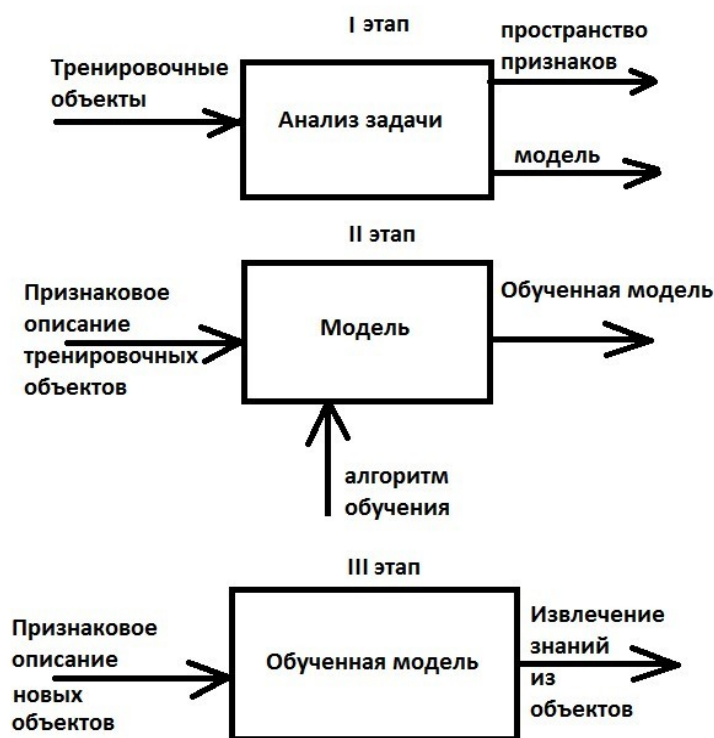 I этап
Тренировочные
объекты
Анализ задачи
пространство
признаков
модель
II этап
Признаковое
описание
тренировочных
объектов
Модель
Обученная модель
алгоритм
обучения
III этап
Признаковое
описание
новых
объектов
Обученная модель
Извлечение
знаний
из
объектов